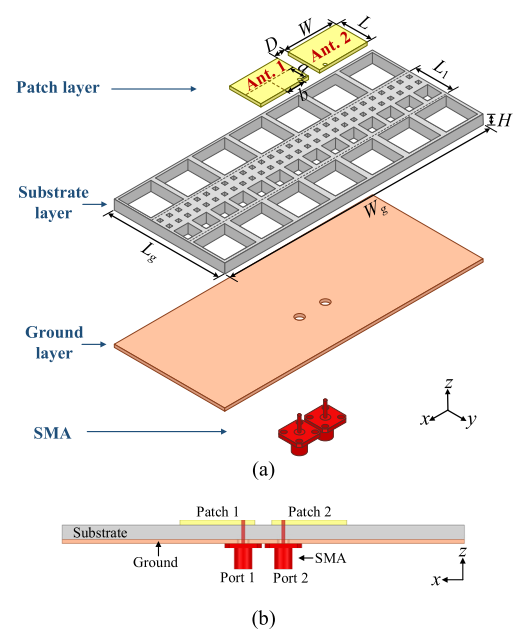 W
L
D
Ant. 2
Ant. 1
a
b
L₁
Patch layer
H
Substrate
layer
Wg
Lg
Ground
layer
z
x
y
SMA
(a)
Patch 1
Patch 2
Substrate
Ground
SMA
Port 1
Port 2
z
x
(b)